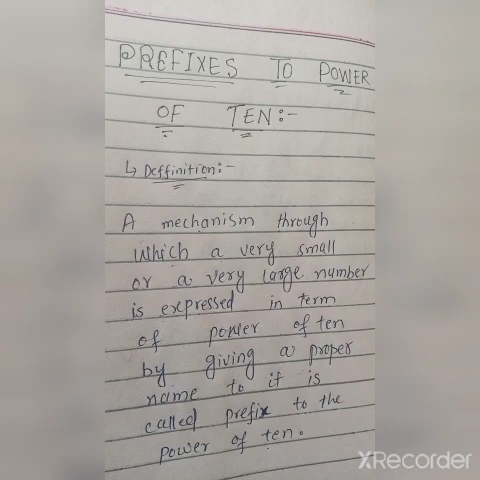 PREFIXES TO POWER
OF TEN:-
↳ Deffinition:-
A mechanism through
which a very small
or a very large number
is expressed in term
of power of ten
by giving a proper
name to it is
called prefix to the
power of ten.
XRecorder